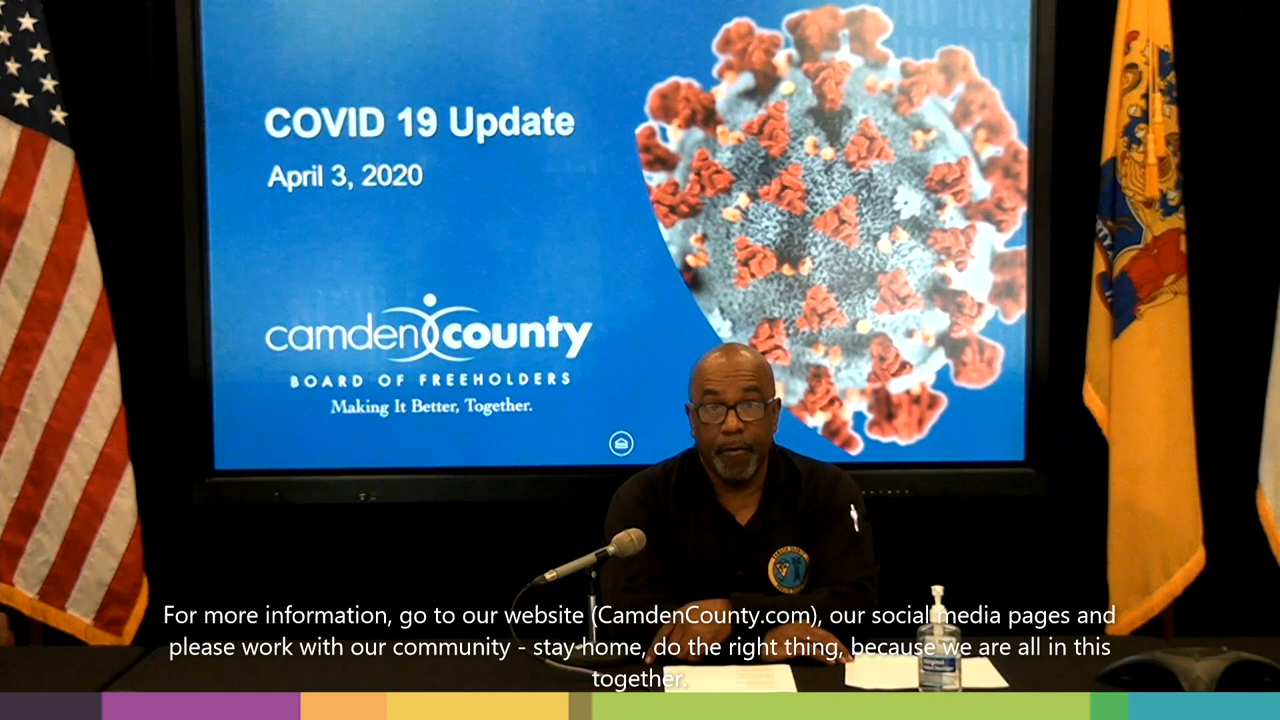 COVID 19 Update
April 3, 2020
camden county
BOARD OF FREEHOLDERS
Making It Better, Together.
For more information, go to our website (CamdenCounty.com), our social media pages and
please work with our community - stay home, do the right thing, because we are all in this
together.